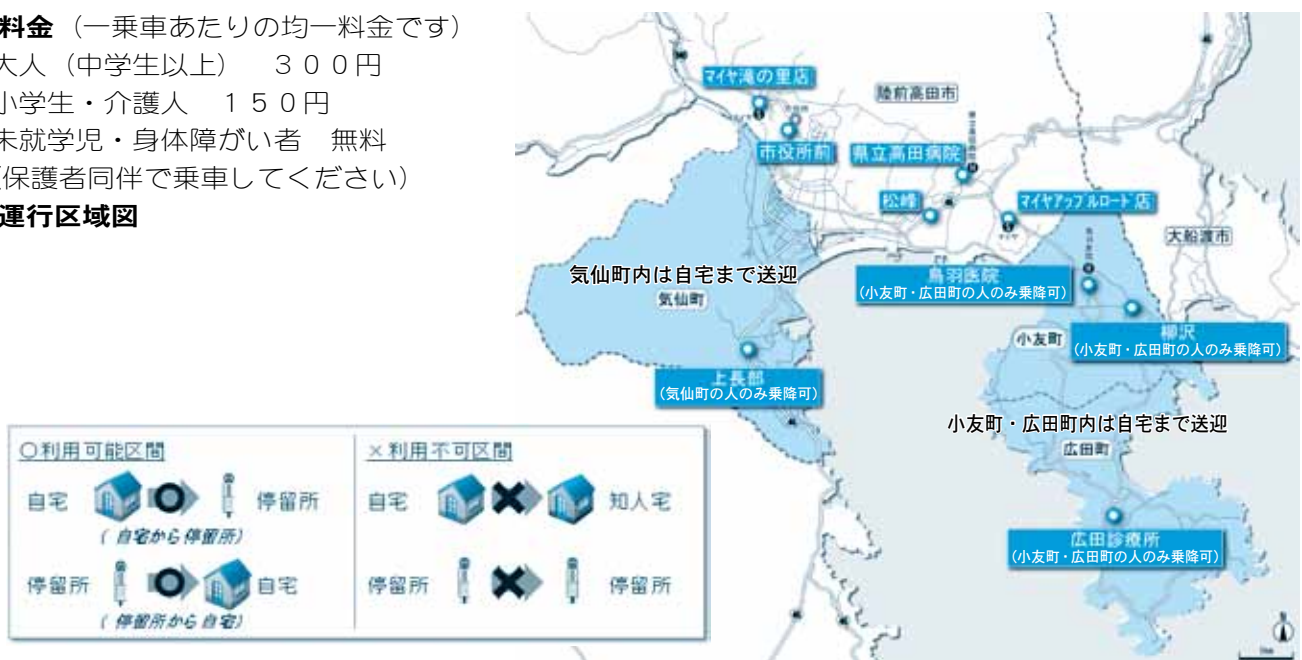 料金（一乗車あたりの均一料金です）
大人（中学生以上）　３００円
小学生・介護人　１５０円
未就学児・身体障がい者　無料
（保護者同伴で乗車してください）
運行区域図
マイヤ滝の里店
陸前高田市
市役所前
県立高田病院
松峰
マイヤアップルロード店
大船渡市
気仙町内は自宅まで送迎
気仙町
鳥羽医院
（小友町・広田町の人のみ乗降可）
小友町
柳沢
（小友町・広田町の人のみ乗降可）
上長部
（気仙町の人のみ乗降可）
小友町・広田町内は自宅まで送迎
広田町
広田診療所
（小友町・広田町の人のみ乗降可）
○利用可能区間
自宅 停留所
（自宅から停留所）
停留所 自宅
（停留所から自宅）
×利用不可区間
自宅 知人宅
停留所 停留所